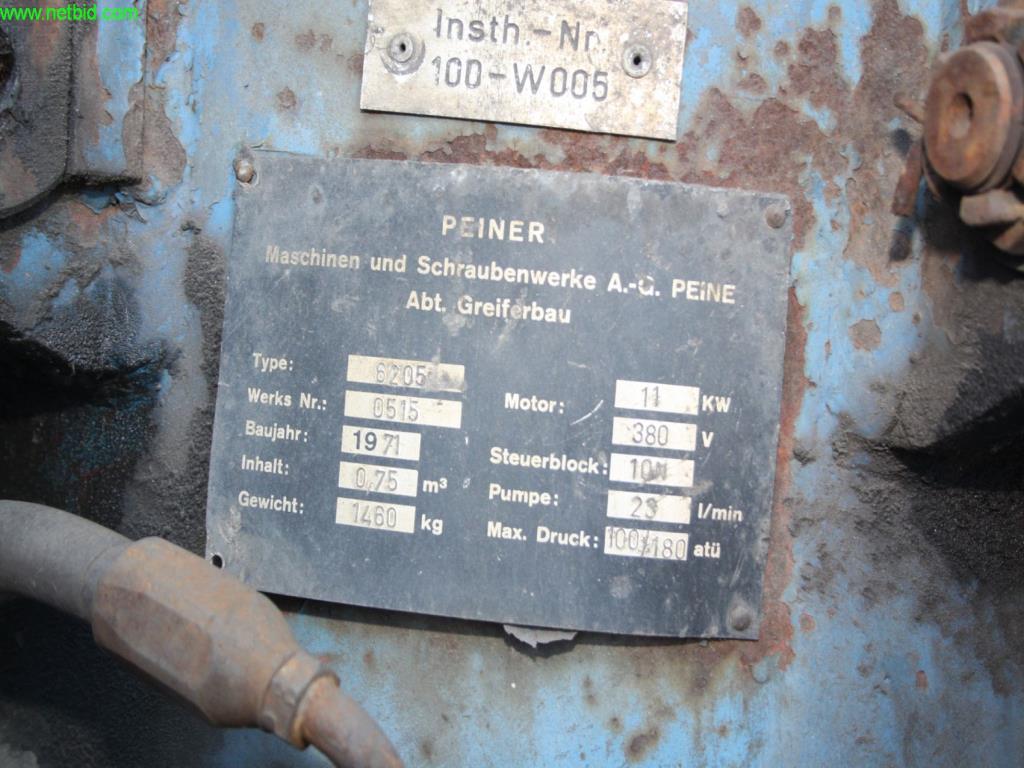 www.netbid.com
Insth.-Nr.
100-W005
PEINER
Maschinen und Schraubenwerke A.-G. PEINE
Abt. Greiferbau
Type: 6205
Werks Nr.: 0515
Baujahr: 1971
Inhalt: 0,75 m³
Gewicht: 1460 kg
Motor: 11 KW
380 V
Steuerblock:
Pumpe: 23 l/min
Max. Druck: 100/180 atü